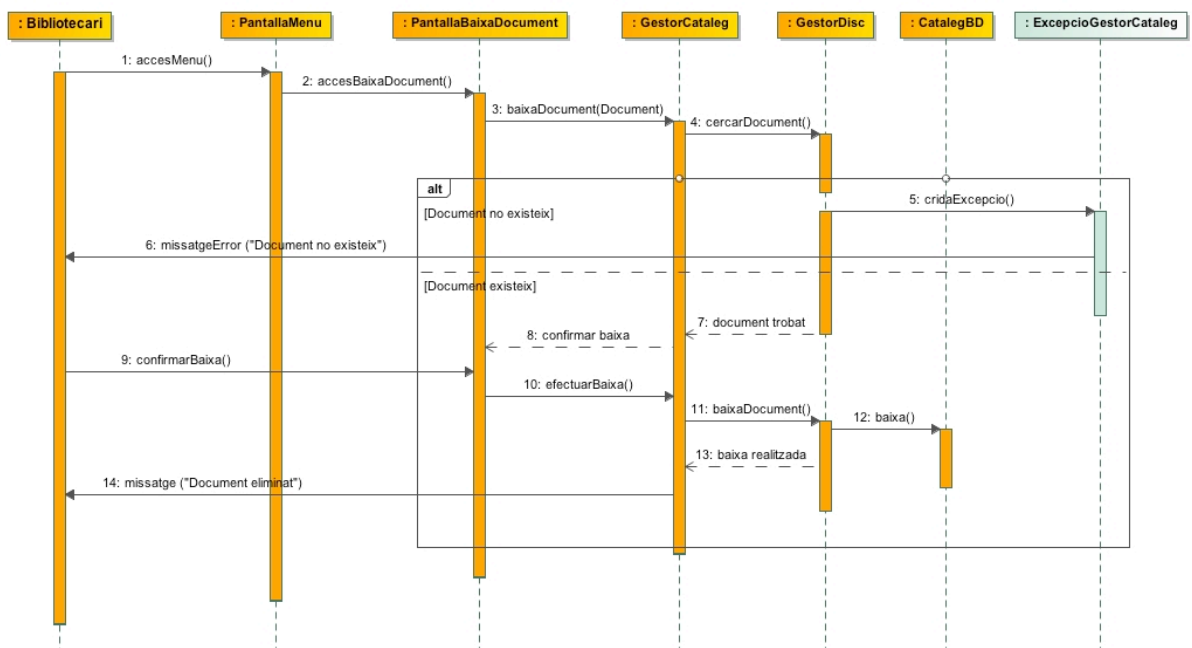 : Bibliotecari
: PantallaMenu
: PantallaBaixaDocument
: GestorCataleg
: GestorDisc
: CatalegBD
: ExcepcioGestorCataleg
1: accesMenu()
2: accesBaixaDocument()
3: baixaDocument(Document)
4: cercarDocument()
alt
[Document no existeix]
5: cridaExcepcio()
6: missatgeError ("Document no existeix")
[Document existeix]
7: document trobat
8: confirmar baixa
9: confirmarBaixa()
10: efectuarBaixa()
11: baixaDocument()
12: baixa()
13: baixa realitzada
14: missatge ("Document eliminat")